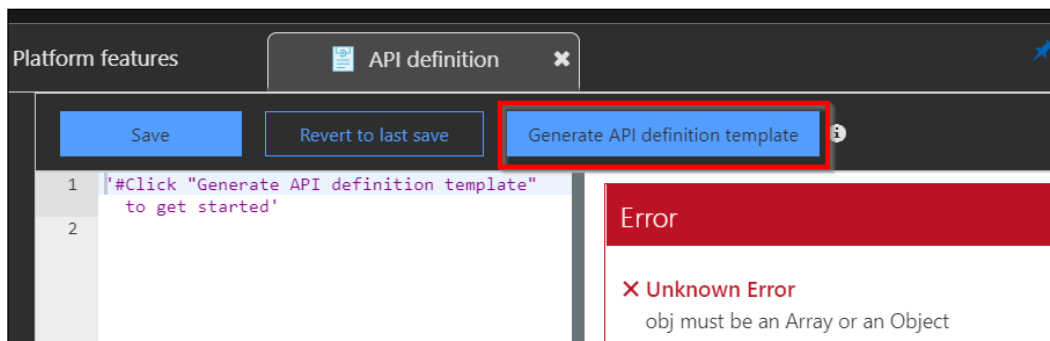 Platform features
API definition
Save
Revert to last save
Generate API definition template
1 '#Click "Generate API definition template"
to get started'
2
Error
Unknown Error
obj must be an Array or an Object